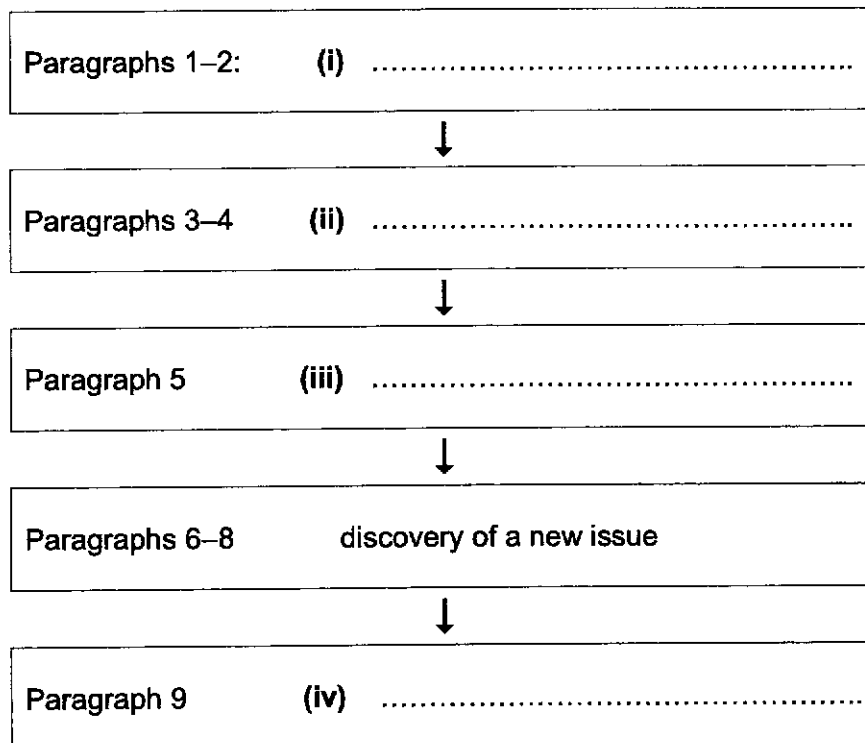 Paragraphs 1–2: (i) ................................................................
Paragraphs 3–4 (ii) ................................................................
Paragraph 5 (iii) ................................................................
Paragraphs 6–8 discovery of a new issue
Paragraph 9 (iv) ................................................................